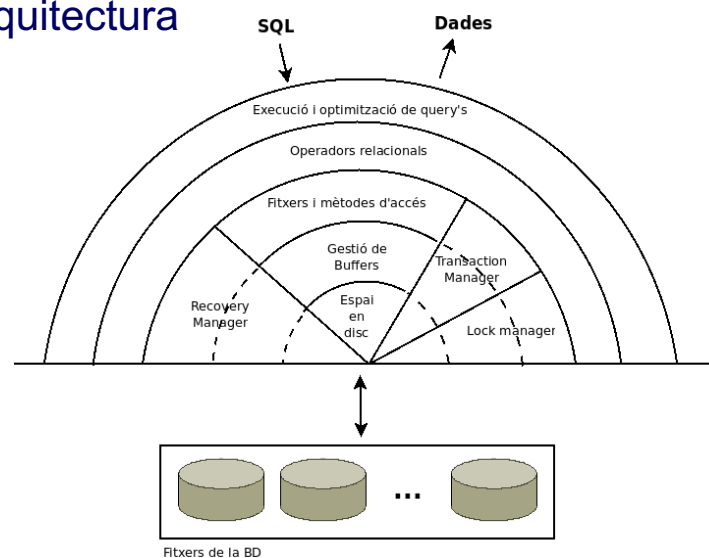 quitectura
SQL
Dades
Execució i optimització de query's
Operadors relacionals
Fitxers i mètodes d'accés
Gestió de
Buffers
Transaction
Manager
Espai
en
disc
Recovery
Manager
Lock manager
...
Fitxers de la BD